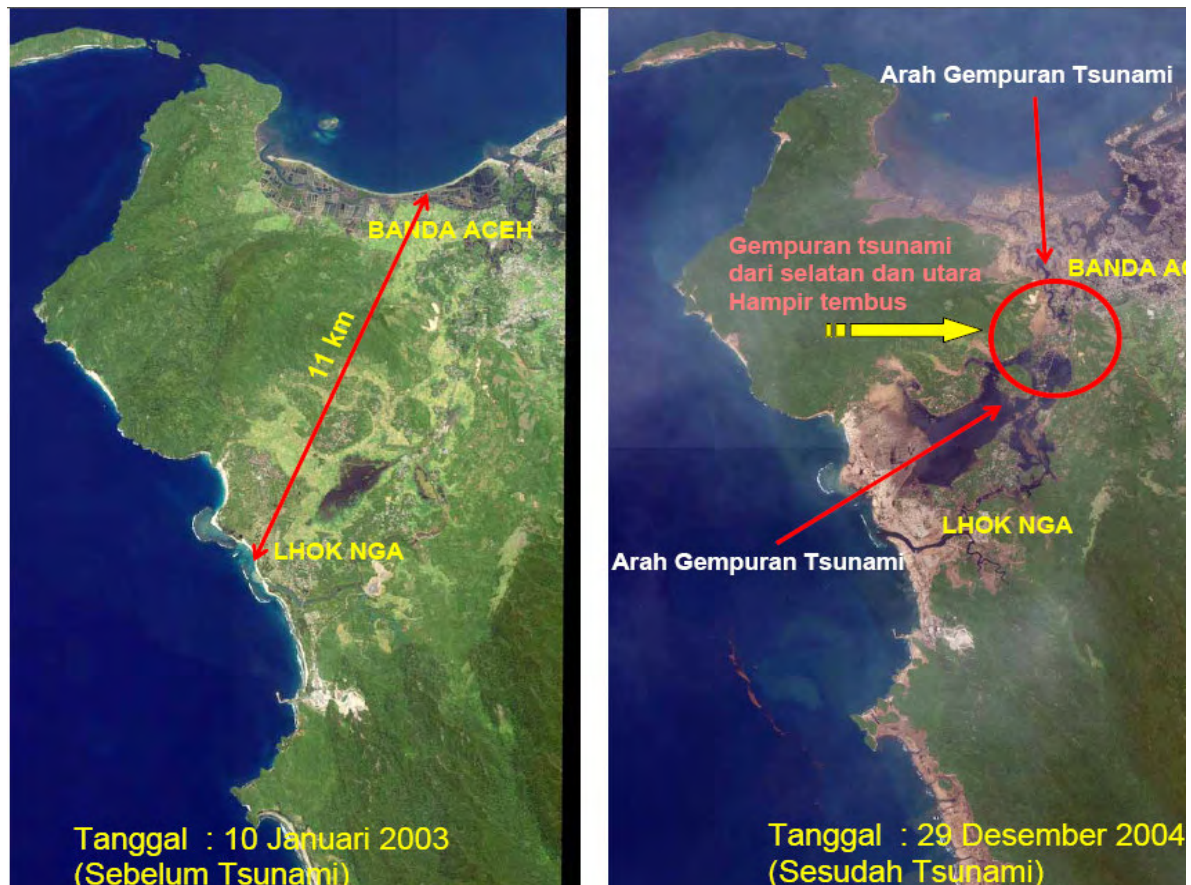 BANDA ACEH
11 km
LHOK NGA
Tanggal : 10 Januari 2003
(Sebelum Tsunami)
Arah Gempuran Tsunami
Gempuran tsunami
dari selatan dan utara
Hampir tembus
BANDA AC
LHOK NGA
Arah Gempuran Tsunami
Tanggal : 29 Desember 2004
(Sesudah Tsunami)